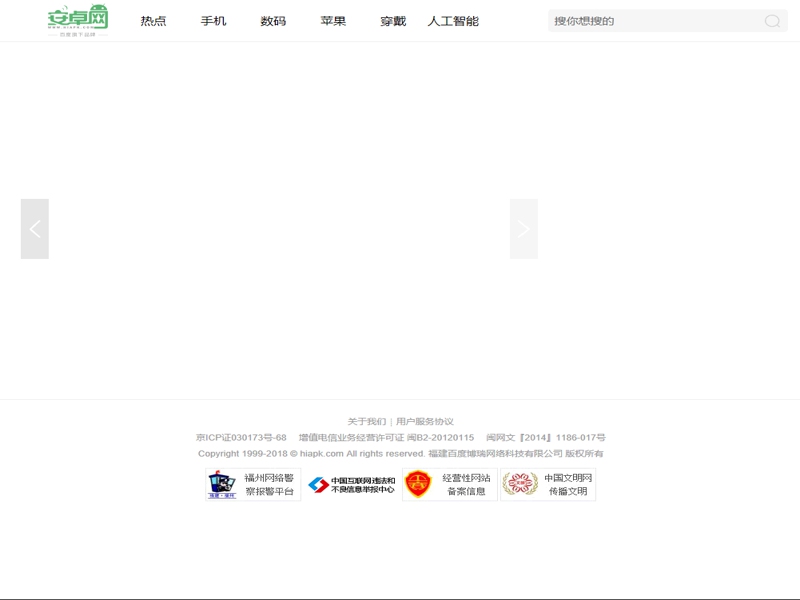 安卓网
百度旗下品牌
热点 手机 数码 苹果 穿戴 人工智能
搜你想搜的
关于我们 | 用户服务协议
京ICP证030173号-68 增值电信业务经营许可证 闽B2-20120115 闽网文『2014』1186-017号
Copyright 1999-2018 © hiapk.com All rights reserved. 福建百度博瑞网络科技有限公司 版权所有
福州网络警察报警平台
中国互联网违法和不良信息举报中心
经营性网站备案信息
中国文明网传播文明